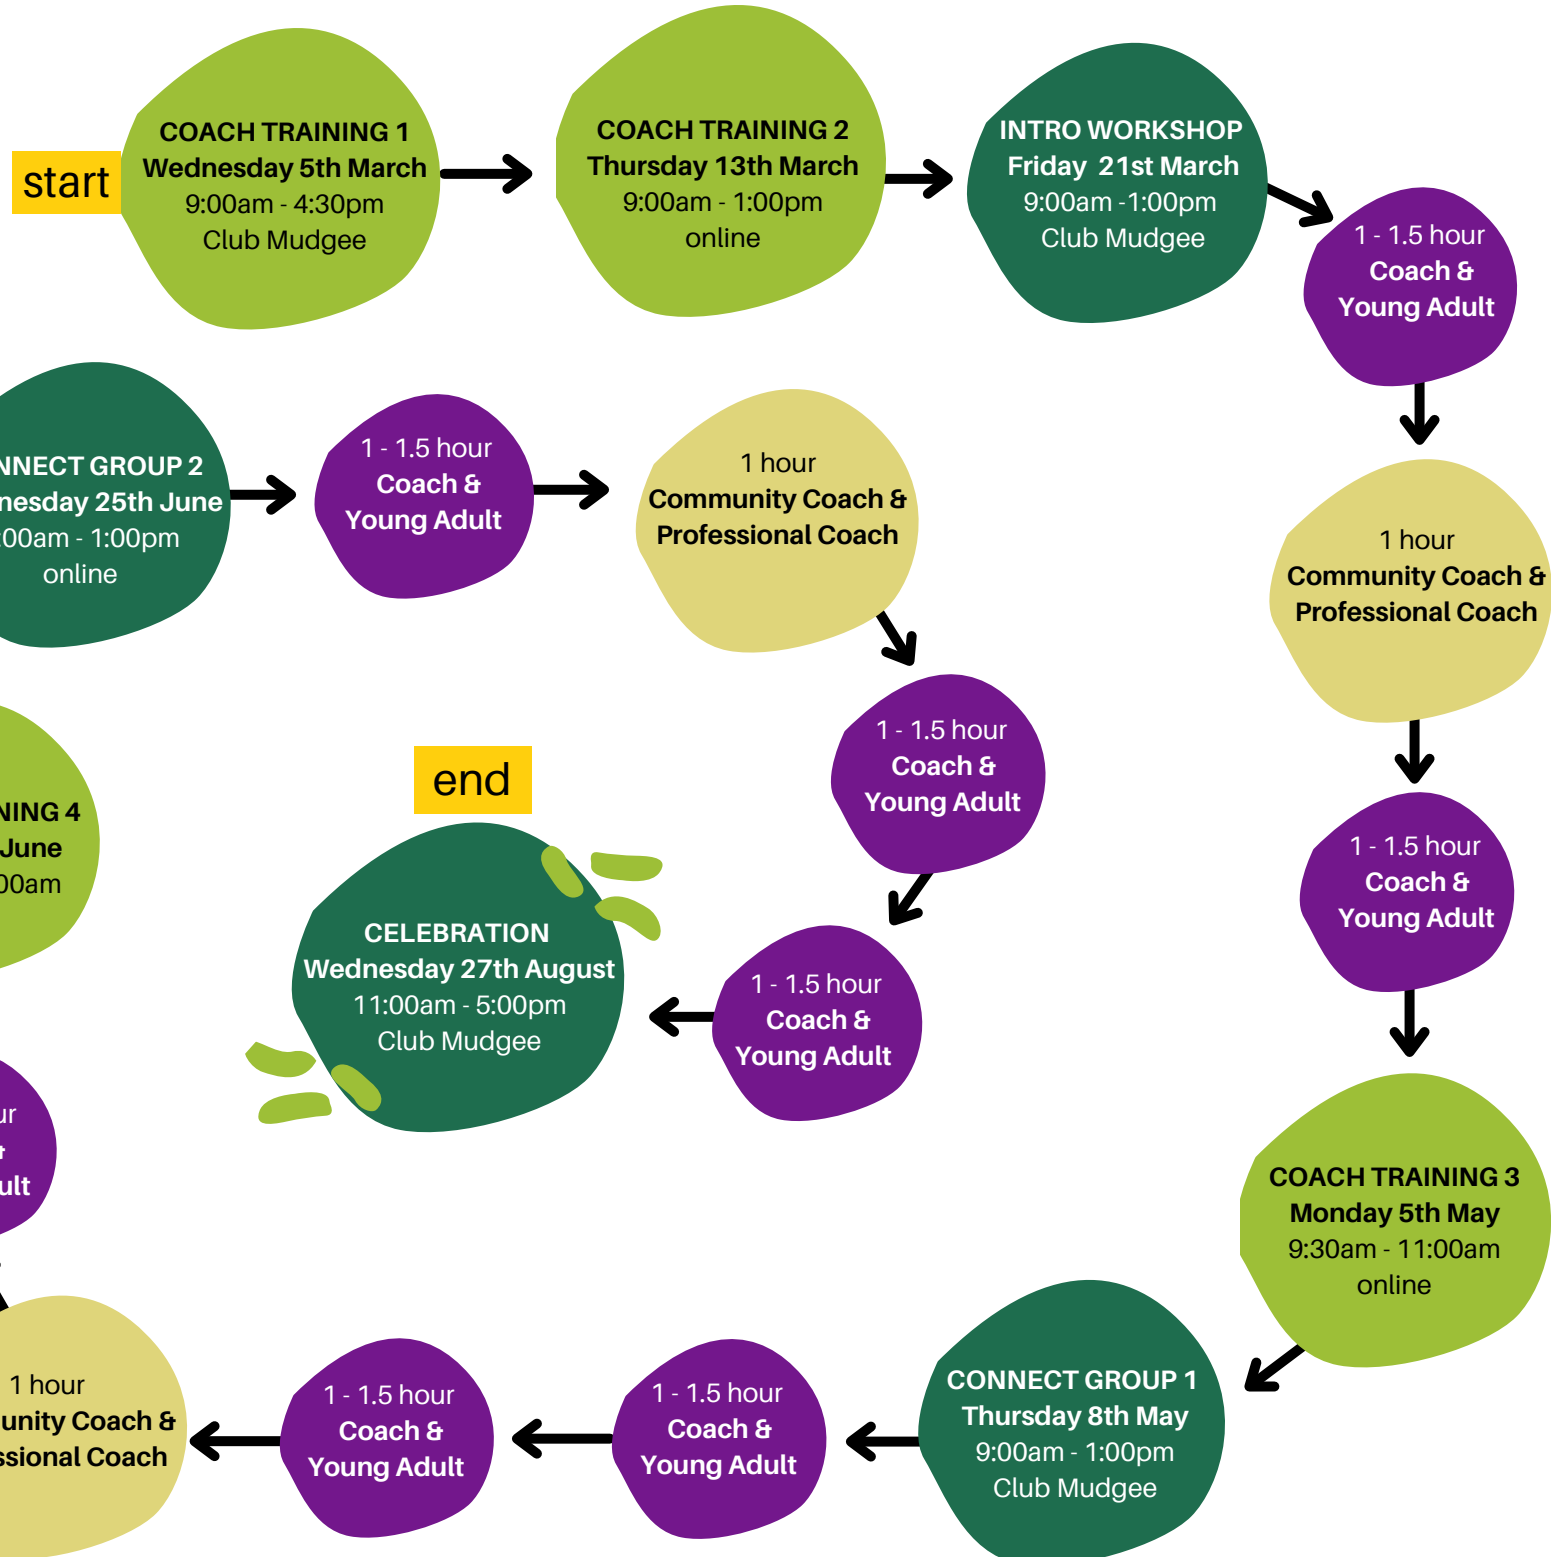 start
COACH TRAINING 1
Wednesday 5th March
9:00am - 4:30pm
Club Mudgee
COACH TRAINING 2
Thursday 13th March
9:00am - 1:00pm
online
INTRO WORKSHOP
Friday 21st March
9:00am -1:00pm
Club Mudgee
1 - 1.5 hour
Coach &
Young Adult
1 hour
Community Coach &
Professional Coach
1 - 1.5 hour
Coach &
Young Adult
COACH TRAINING 3
Monday 5th May
9:30am - 11:00am
online
CONNECT GROUP 1
Thursday 8th May
9:00am - 1:00pm
Club Mudgee
1 - 1.5 hour
Coach &
Young Adult
1 - 1.5 hour
Coach &
Young Adult
1 hour
unity Coach &
ssional Coach
ur
&
ult
NING 4
June
00am
NNECT GROUP 2
nesday 25th June
:00am - 1:00pm
online
1 - 1.5 hour
Coach &
Young Adult
1 hour
Community Coach &
Professional Coach
1 - 1.5 hour
Coach &
Young Adult
1 - 1.5 hour
Coach &
Young Adult
end
CELEBRATION
Wednesday 27th August
11:00am - 5:00pm
Club Mudgee